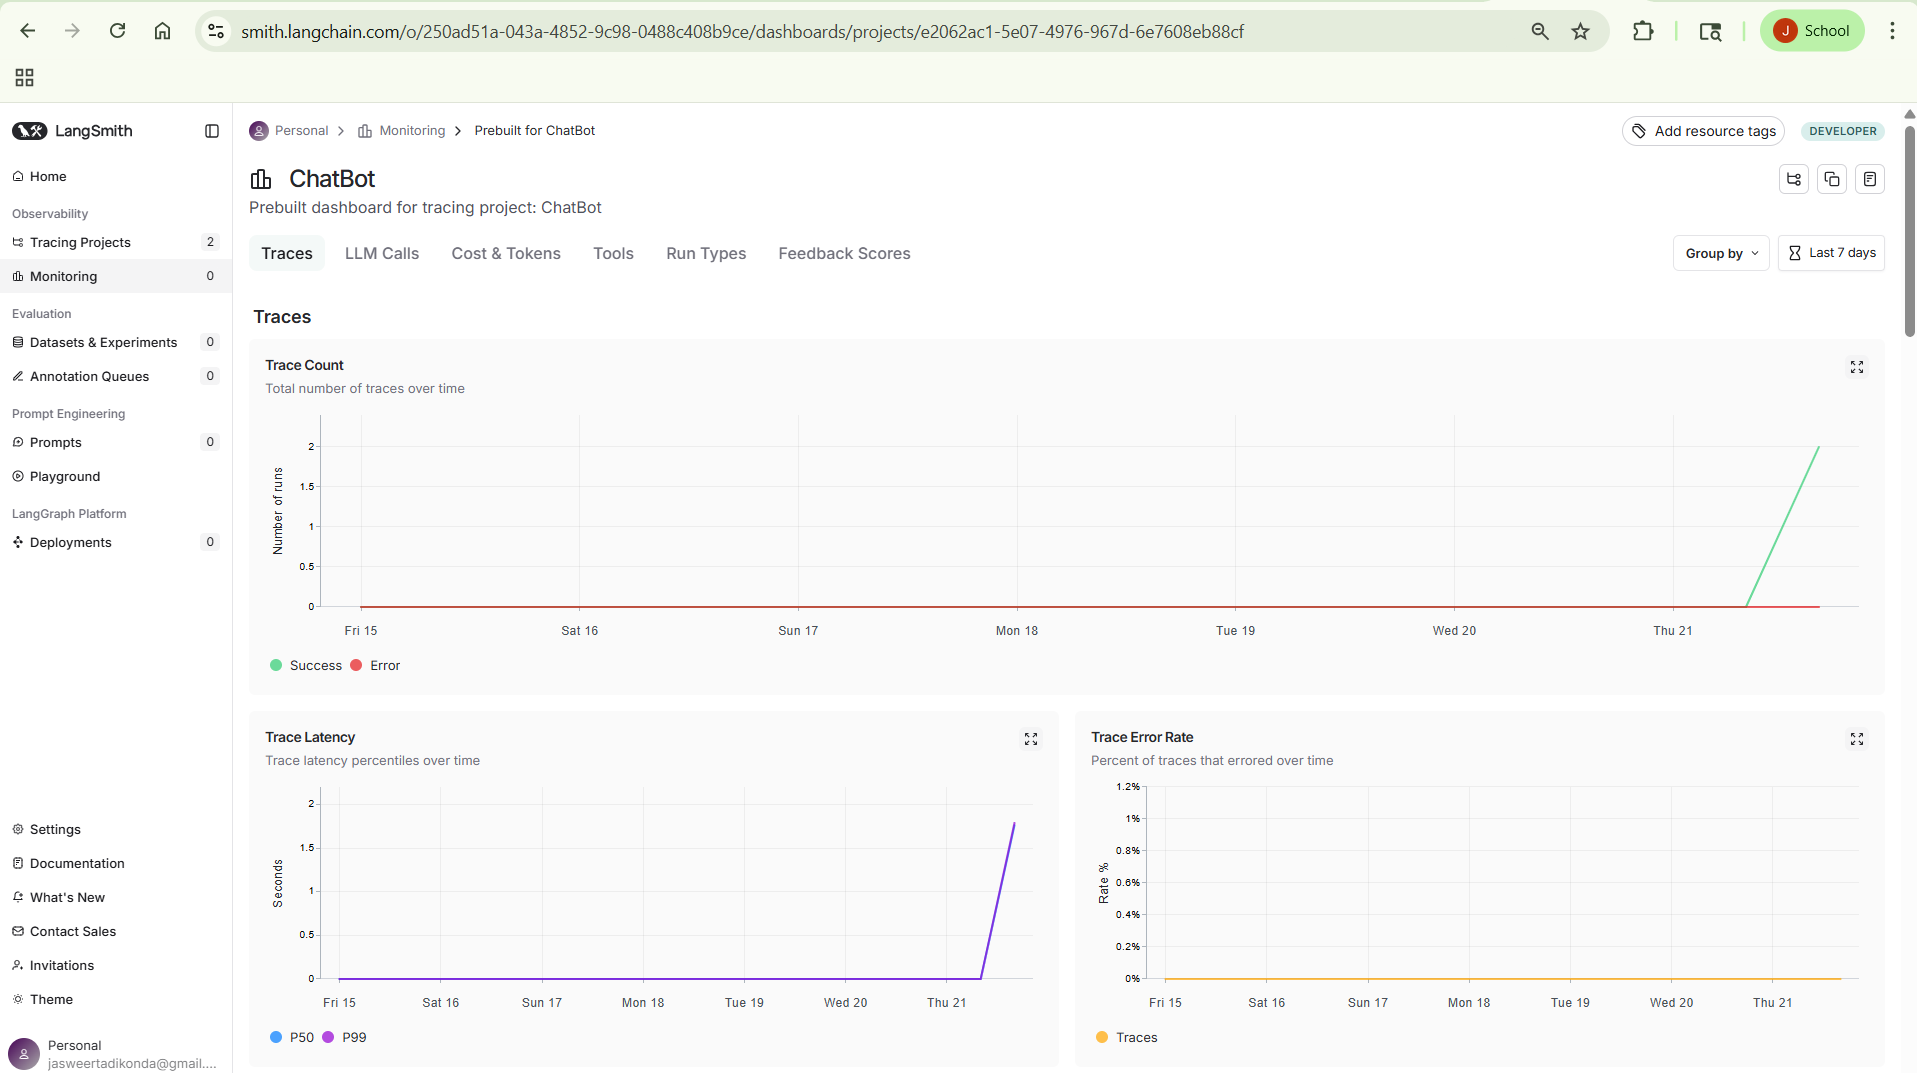 smith.langchain.com/o/250ad51a-043a-4852-9c98-0488c408b9ce/dashboards/projects/e2062ac1-5e07-4976-967d-6e7608eb88cf
J School
LangSmith
Home
Observability
Tracing Projects 2
Monitoring 0
Evaluation
Datasets & Experiments 0
Annotation Queues 0
Prompt Engineering
Prompts 0
Playground
LangGraph Platform
Deployments 0
Settings
Documentation
What's New
Contact Sales
Invitations
Theme
Personal
jasweertadikonda@gmail....
Personal > Monitoring > Prebuilt for ChatBot
Add resource tags
DEVELOPER
ChatBot
Prebuilt dashboard for tracing project: ChatBot
Traces LLM Calls Cost & Tokens Tools Run Types Feedback Scores
Group by
Last 7 days
Traces
Trace Count
Total number of traces over time
Number of runs
2
1.5
1
0.5
0
Fri 15 Sat 16 Sun 17 Mon 18 Tue 19 Wed 20 Thu 21
Success Error
Trace Latency
Trace latency percentiles over time
Seconds
2
1.5
1
0.5
0
Fri 15 Sat 16 Sun 17 Mon 18 Tue 19 Wed 20 Thu 21
P50 P99
Trace Error Rate
Percent of traces that errored over time
Rate %
1.2%
1%
0.8%
0.6%
0.4%
0.2%
0%
Fri 15 Sat 16 Sun 17 Mon 18 Tue 19 Wed 20 Thu 21
Traces